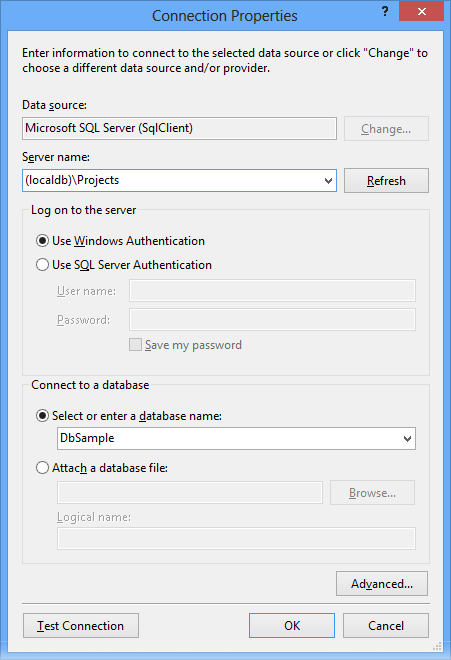 Connection Properties
?
Enter information to connect to the selected data source or click "Change" to
choose a different data source and/or provider.
Data source:
Microsoft SQL Server (SqlClient)
Change...
Server name:
(localdb)\Projects
Refresh
Log on to the server
Use Windows Authentication
Use SQL Server Authentication
User name:
Password:
Save my password
Connect to a database
Select or enter a database name:
DbSample
Attach a database file:
Browse...
Logical name:
Advanced...
Test Connection
OK
Cancel